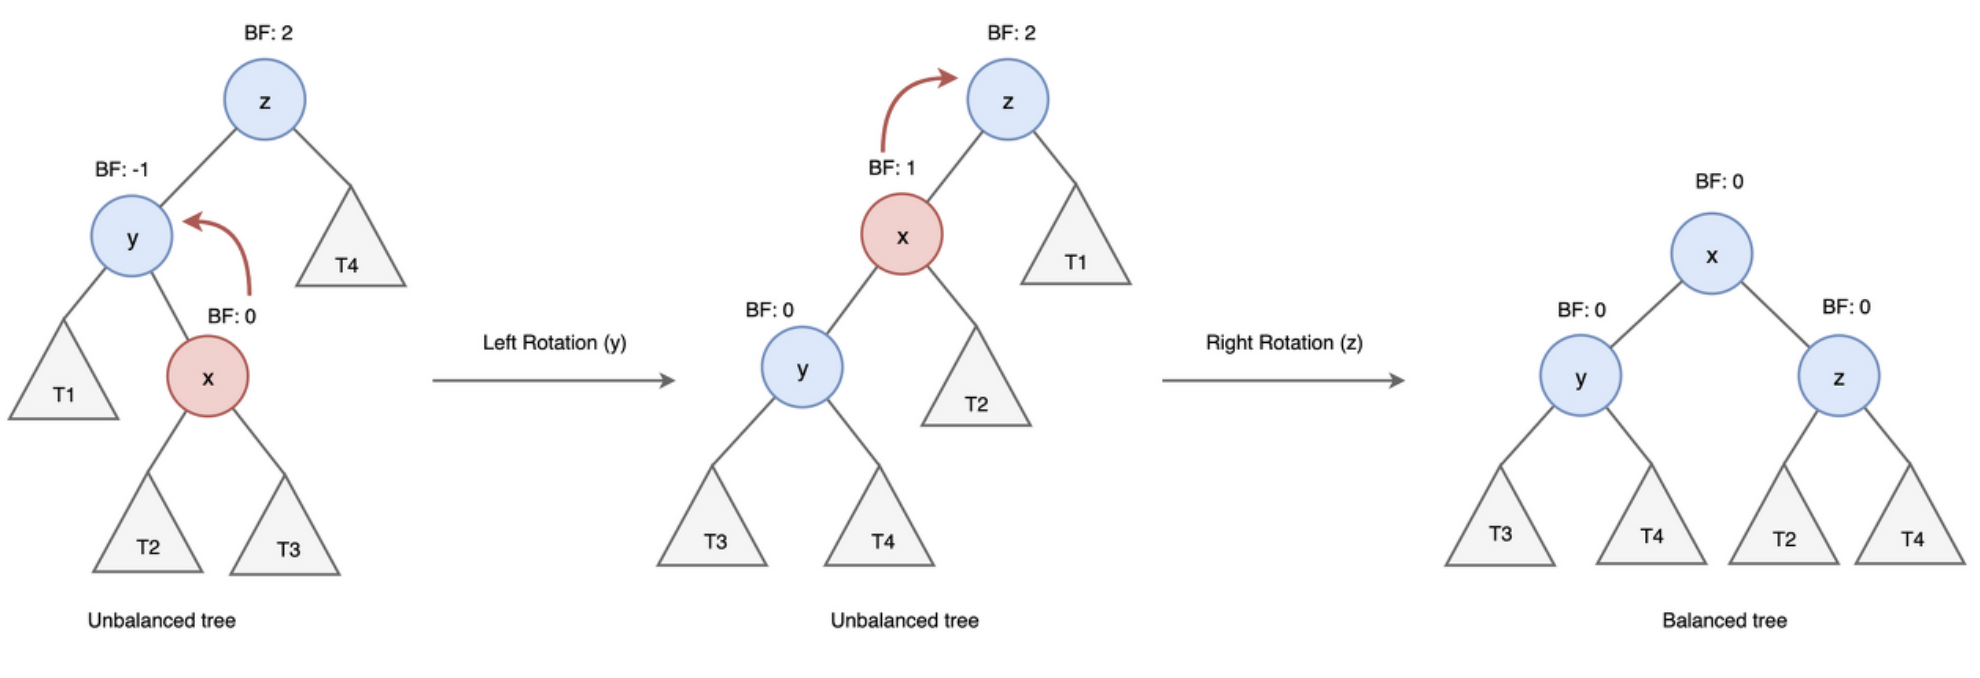 BF: 2
z
BF: -1
y
T4
BF: 0
x
T1
T2
T3
Unbalanced tree
Left Rotation (y)
BF: 2
z
BF: 1
x
T1
BF: 0
y
T2
T3
T4
Unbalanced tree
Right Rotation (z)
BF: 0
x
BF: 0
y
BF: 0
z
T3
T4
T2
T4
Balanced tree